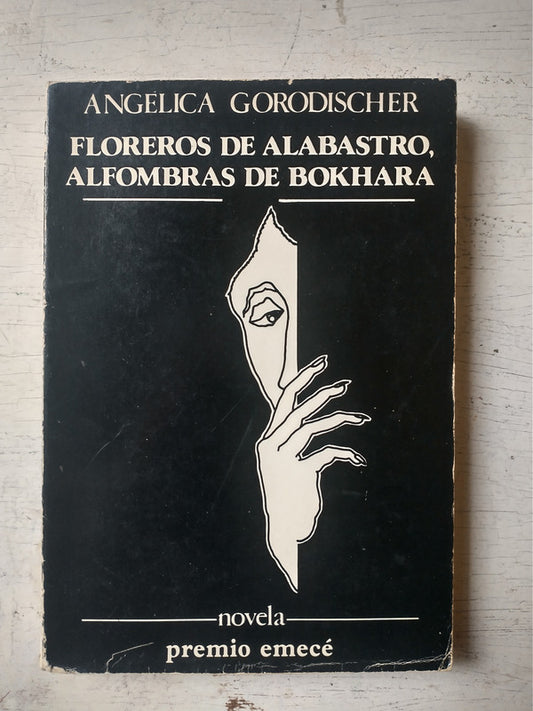 ANGELICA GORODISCHER
FLOREROS DE ALABASTRO,
ALFOMBRAS DE BOKHARA
novela
premio emecé